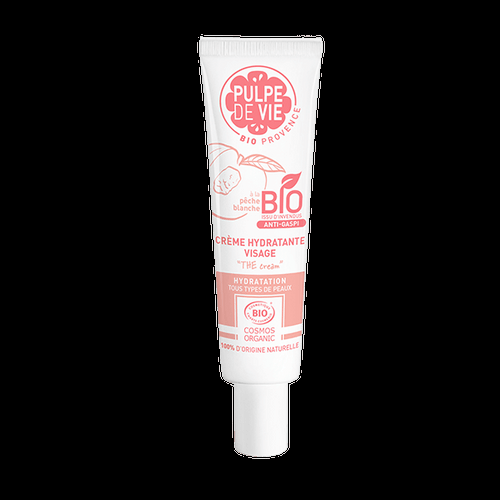 PULPE
DE VIE
BIO PROVENCE
à la
pêche
blanche
BIO
ISSU D'INVENDUS
ANTI-GASPI
CRÈME HYDRATANTE
VISAGE
"THE cream"
HYDRATATION
TOUS TYPES DE PEAUX
BIO
COSMOS
ORGANIC
100% D'ORIGINE NATURELLE